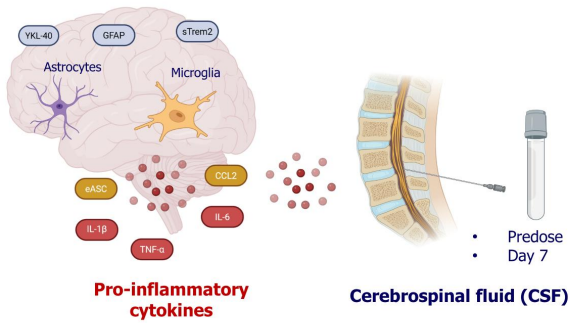 YKL-40
GFAP
sTrem2
Astrocytes
Microglia
eASC
CCL2
IL-1β
IL-6
TNF-α
Pro-inflammatory
cytokines
• Predose
• Day 7
Cerebrospinal fluid (CSF)